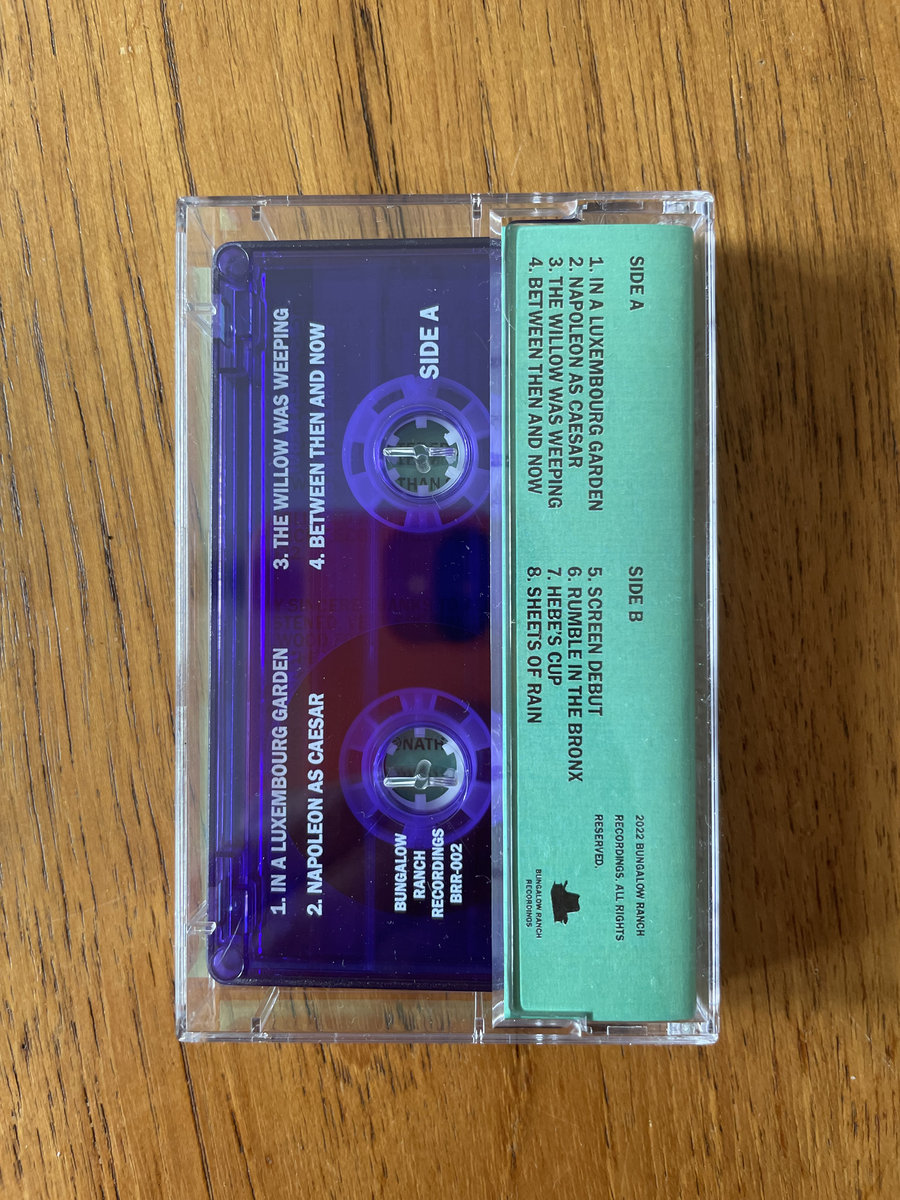 SIDE A
1. IN A LUXEMBOURG GARDEN
2. NAPOLEON AS CAESAR
3. THE WILLOW WAS WEEPING
4. BETWEEN THEN AND NOW
SIDE B
5. SCREEN DEBUT
6. RUMBLE IN THE BRONX
7. HEBE'S CUP
8. SHEETS OF RAIN
2022 BUNGALOW RANCH
RECORDINGS. ALL RIGHTS
RESERVED.
BUNGALOW RANCH
RECORDINGS
1. IN A LUXEMBOURG GARDEN
2. NAPOLEON AS CAESAR
3. THE WILLOW WAS WEEPING
4. BETWEEN THEN AND NOW
SIDE A
BUNGALOW
RANCH
RECORDINGS
BRR-002
THAN